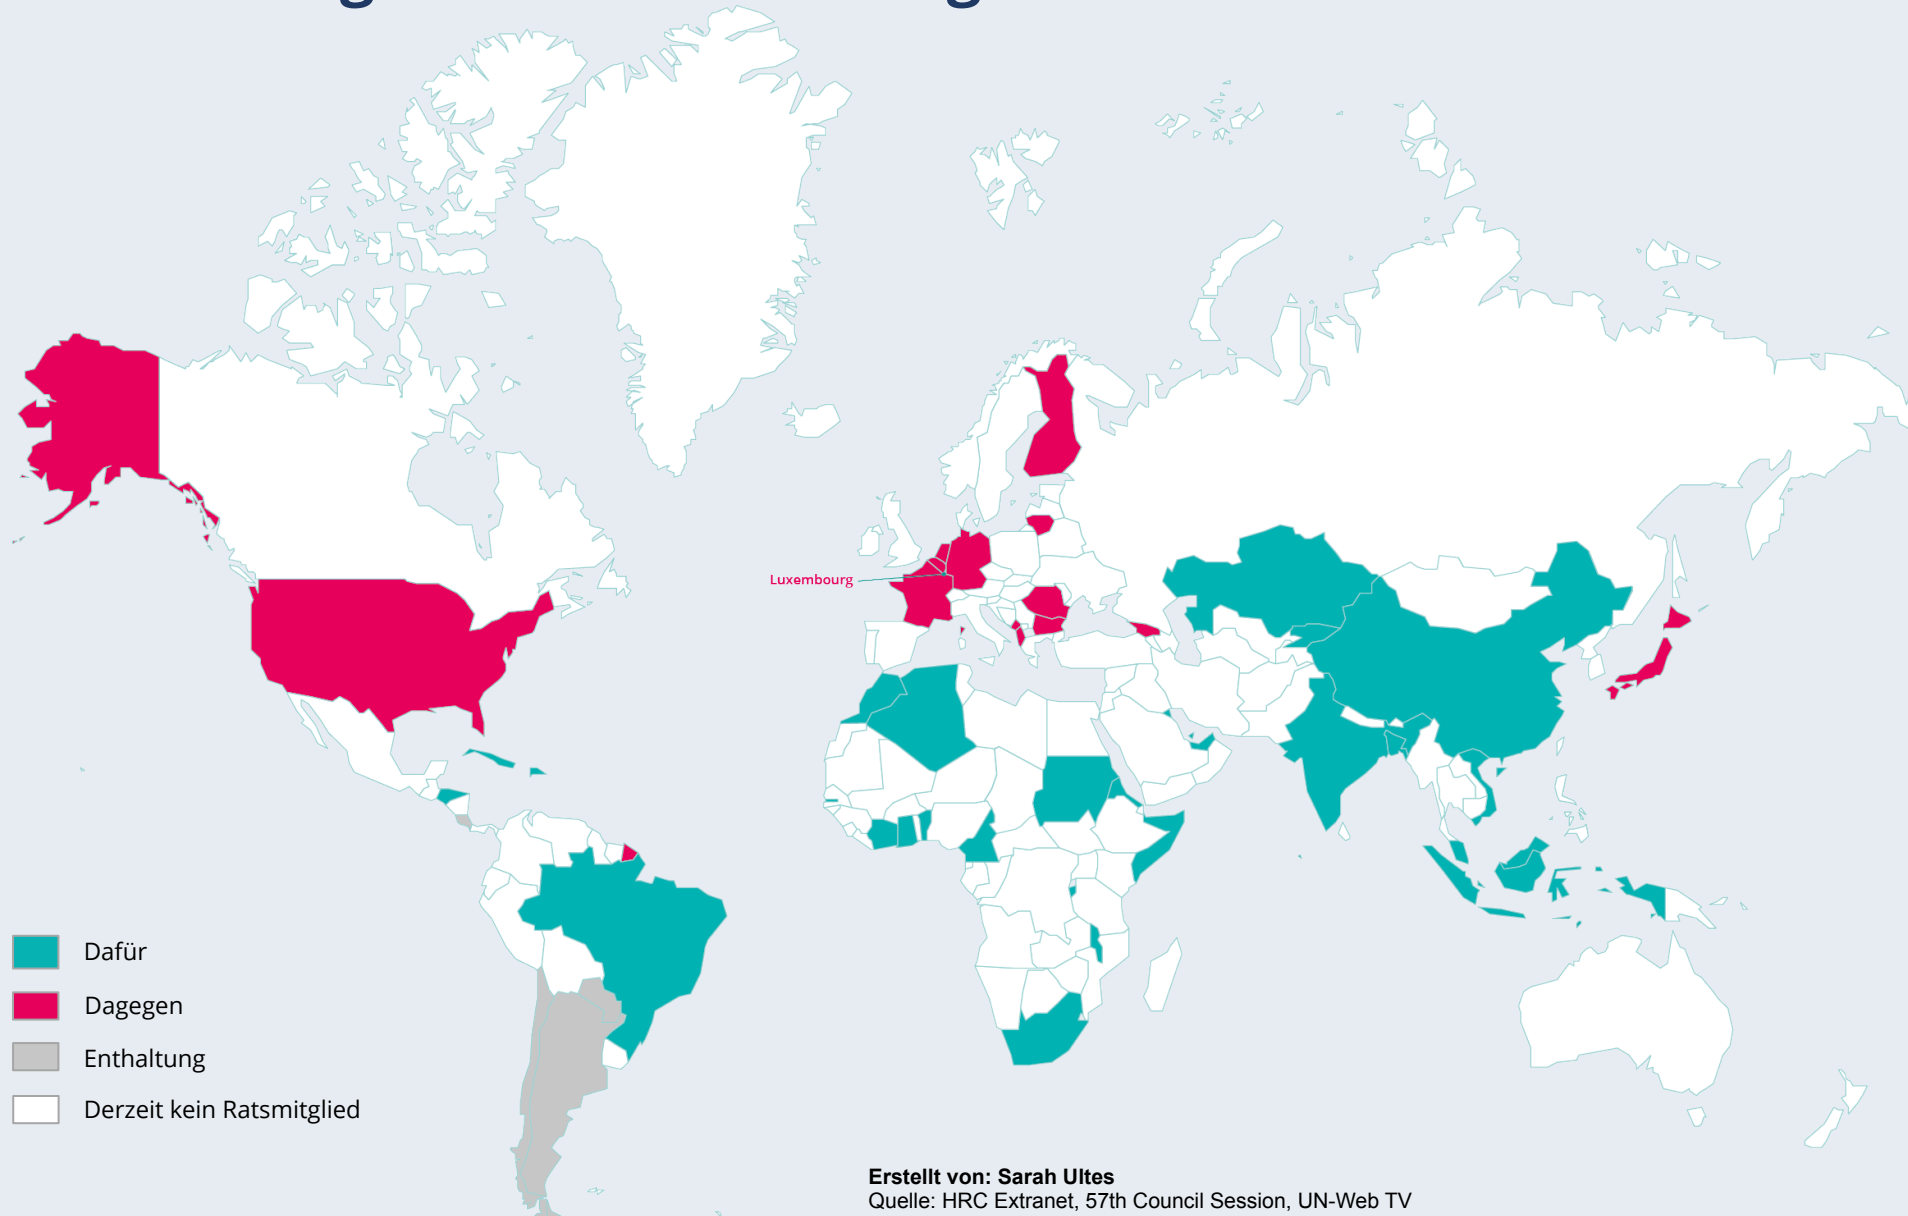 Luxembourg
Dafür
Dagegen
Enthaltung
Derzeit kein Ratsmitglied
Erstellt von: Sarah Ultes
Quelle: HRC Extranet, 57th Council Session, UN-Web TV